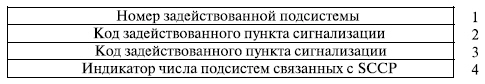 Номер задействованной подсистемы 1
Код задействованного пункта сигнализации 2
Код задействованного пункта сигнализации 3
Индикатор числа подсистем связанных с SCCP 4